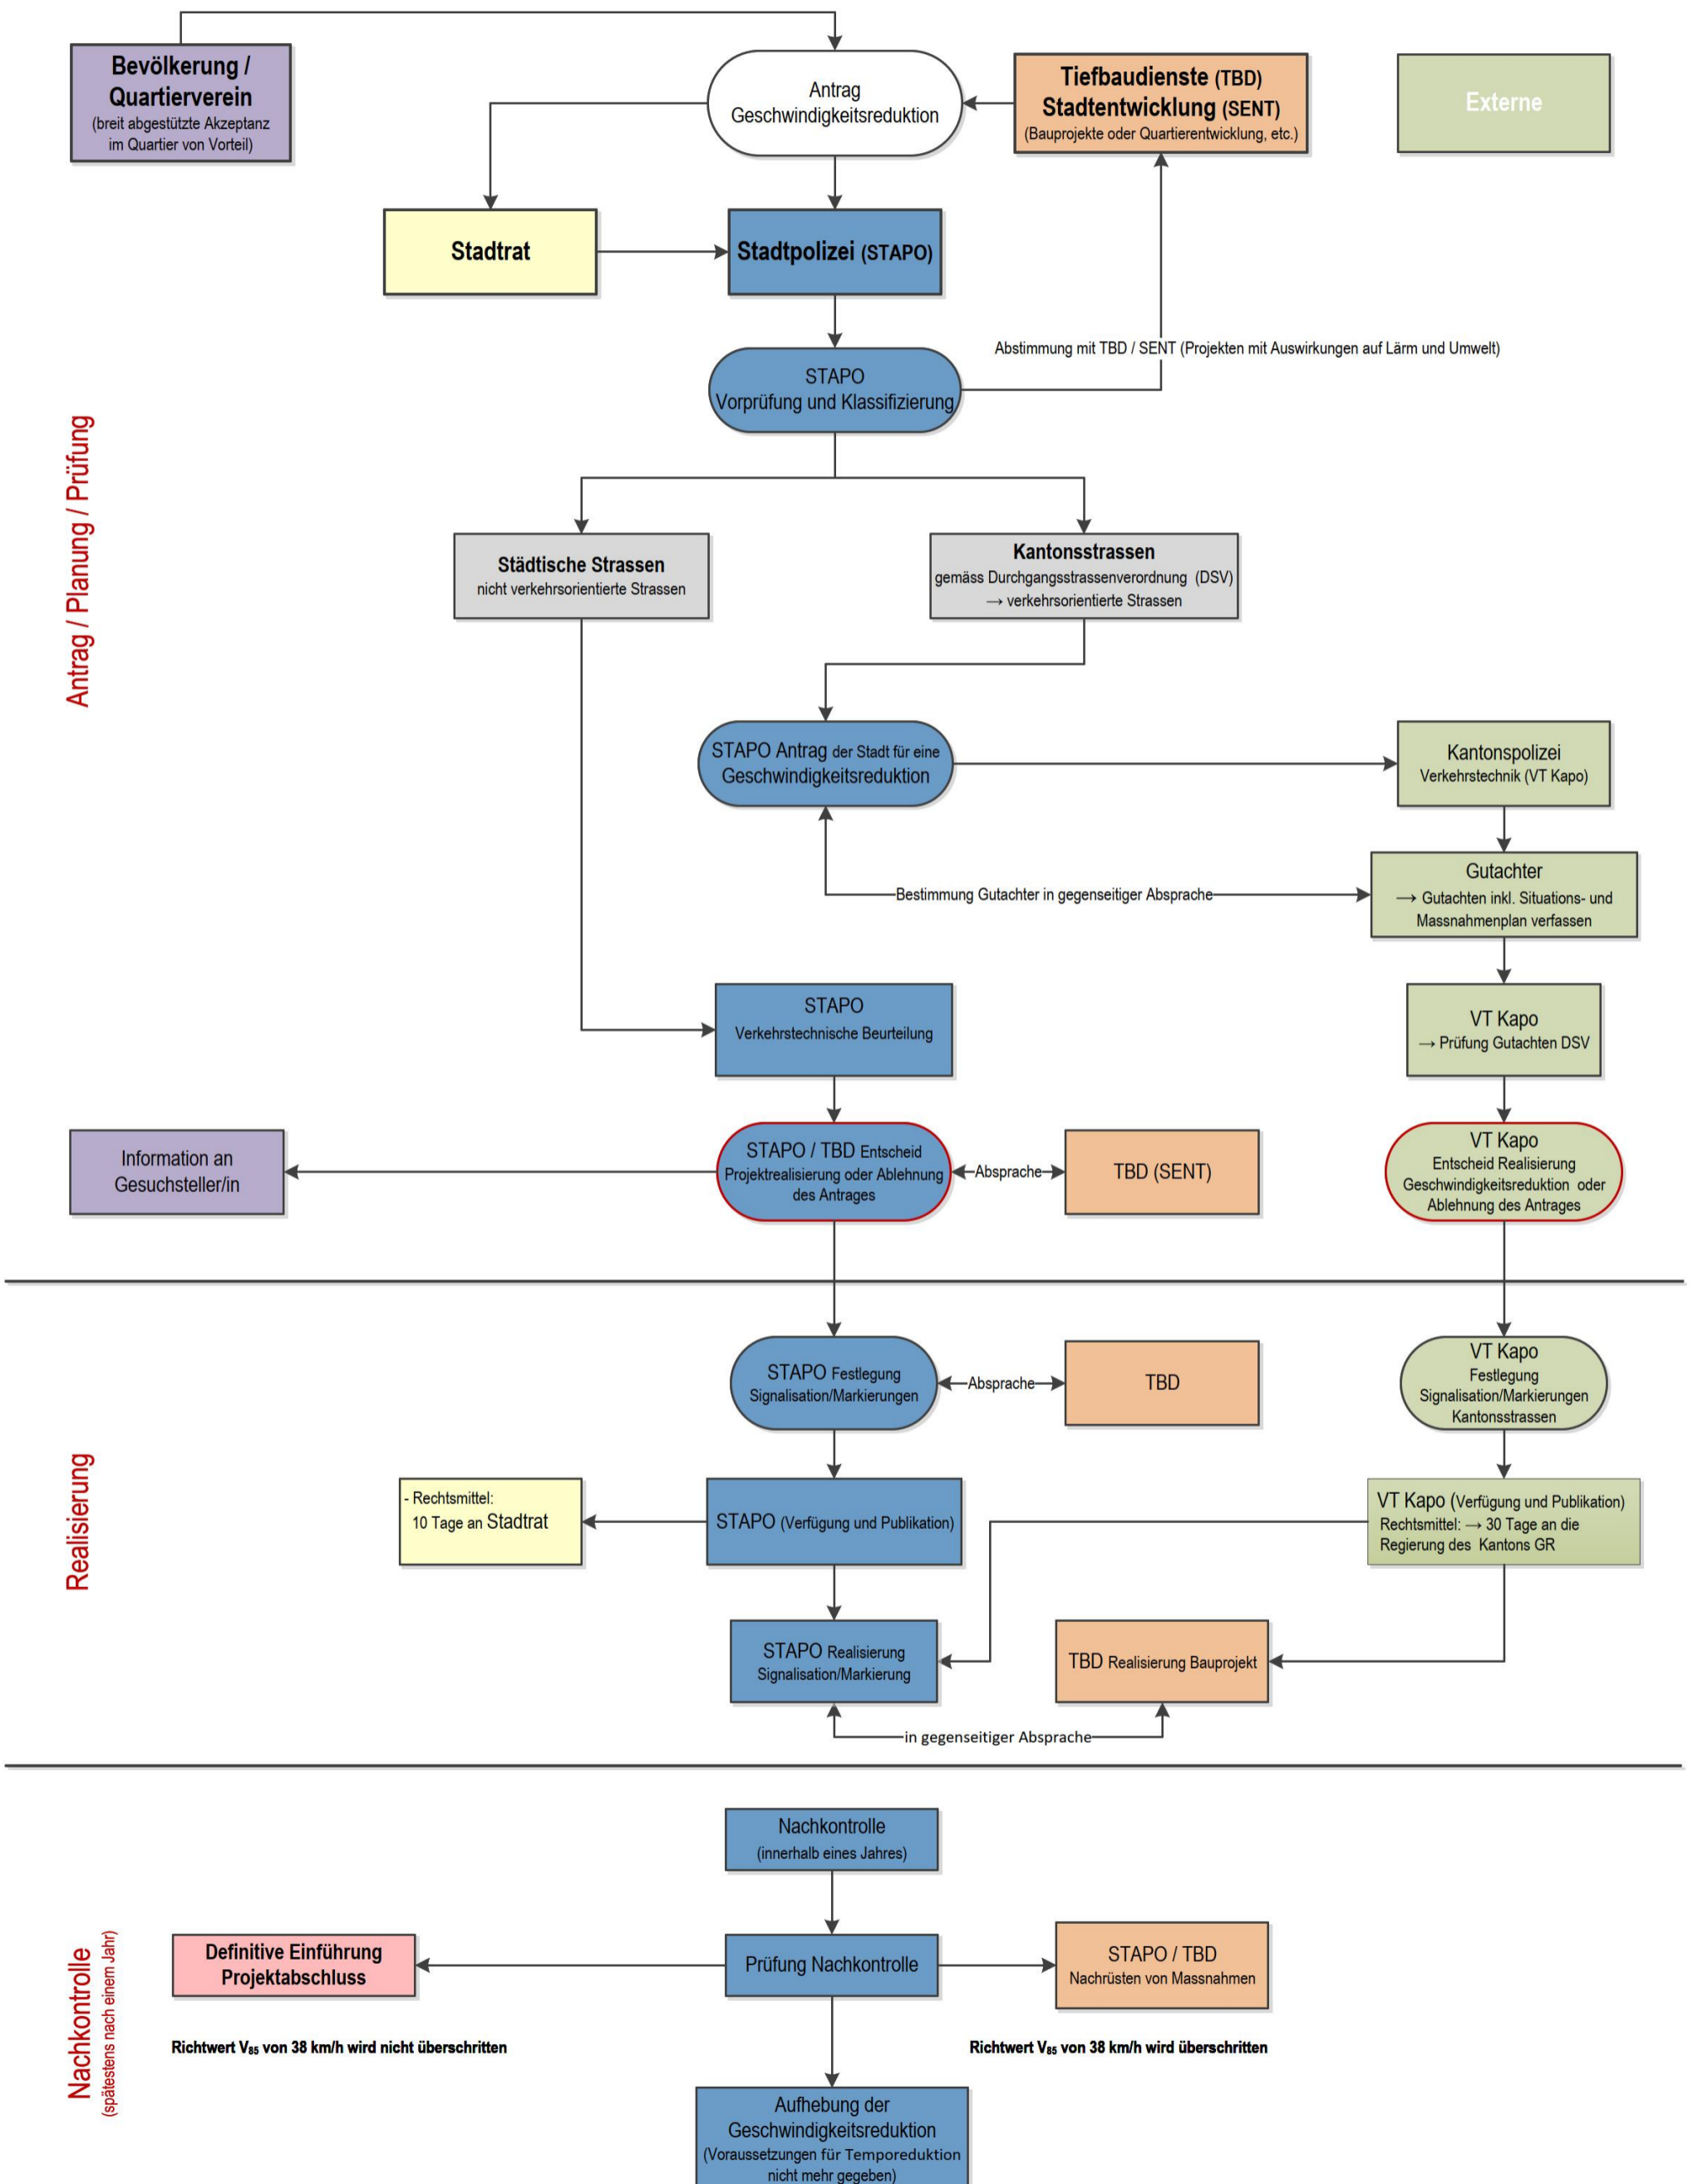 Bevölkerung /
Quartierverein
(breit abgestützte Akzeptanz
im Quartier von Vorteil)
Antrag
Geschwindigkeitsreduktion
Tiefbaudienste (TBD)
Stadtentwicklung (SENT)
(Bauprojekte oder Quartierentwicklung, etc.)
Externe
Stadtrat
Stadtpolizei (STAPO)
Abstimmung mit TBD / SENT (Projekten mit Auswirkungen auf Lärm und Umwelt)
STAPO
Vorprüfung und Klassifizierung
Antrag / Planung / Prüfung
Städtische Strassen
nicht verkehrsorientierte Strassen
Kantonsstrassen
gemäss Durchgangsstrassenverordnung (DSV)
→ verkehrsorientierte Strassen
STAPO Antrag der Stadt für eine
Geschwindigkeitsreduktion
Kantonspolizei
Verkehrstechnik (VT Kapo)
Bestimmung Gutachter in gegenseitiger Absprache
Gutachter
→ Gutachten inkl. Situations- und
Massnahmenplan verfassen
STAPO
Verkehrstechnische Beurteilung
VT Kapo
→ Prüfung Gutachten DSV
Information an
Gesuchsteller/in
STAPO / TBD Entscheid
Projektrealisierung oder Ablehnung
des Antrages
Absprache
TBD (SENT)
VT Kapo
Entscheid Realisierung
Geschwindigkeitsreduktion oder
Ablehnung des Antrages
Realisierung
STAPO Festlegung
Signalisation/Markierungen
Absprache
TBD
VT Kapo
Festlegung
Signalisation/Markierungen
Kantonsstrassen
- Rechtsmittel:
10 Tage an Stadtrat
STAPO (Verfügung und Publikation)
VT Kapo (Verfügung und Publikation)
Rechtsmittel: → 30 Tage an die
Regierung des Kantons GR
STAPO Realisierung
Signalisation/Markierung
TBD Realisierung Bauprojekt
in gegenseitiger Absprache
Nachkontrolle
(spätestens nach einem Jahr)
Nachkontrolle
(innerhalb eines Jahres)
Definitive Einführung
Projektabschluss
Prüfung Nachkontrolle
STAPO / TBD
Nachrüsten von Massnahmen
Richtwert V₈₅ von 38 km/h wird nicht überschritten
Richtwert V₈₅ von 38 km/h wird überschritten
Aufhebung der
Geschwindigkeitsreduktion
(Voraussetzungen für Temporeduktion
nicht mehr gegeben)